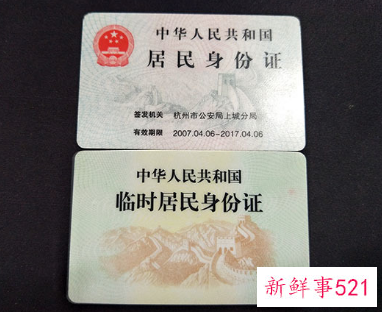 中华人民共和国
居民身份证
签发机关 杭州市公安局上城分局
有效期限 2007.04.06-2017.04.06
中华人民共和国
临时居民身份证
新鲜事521